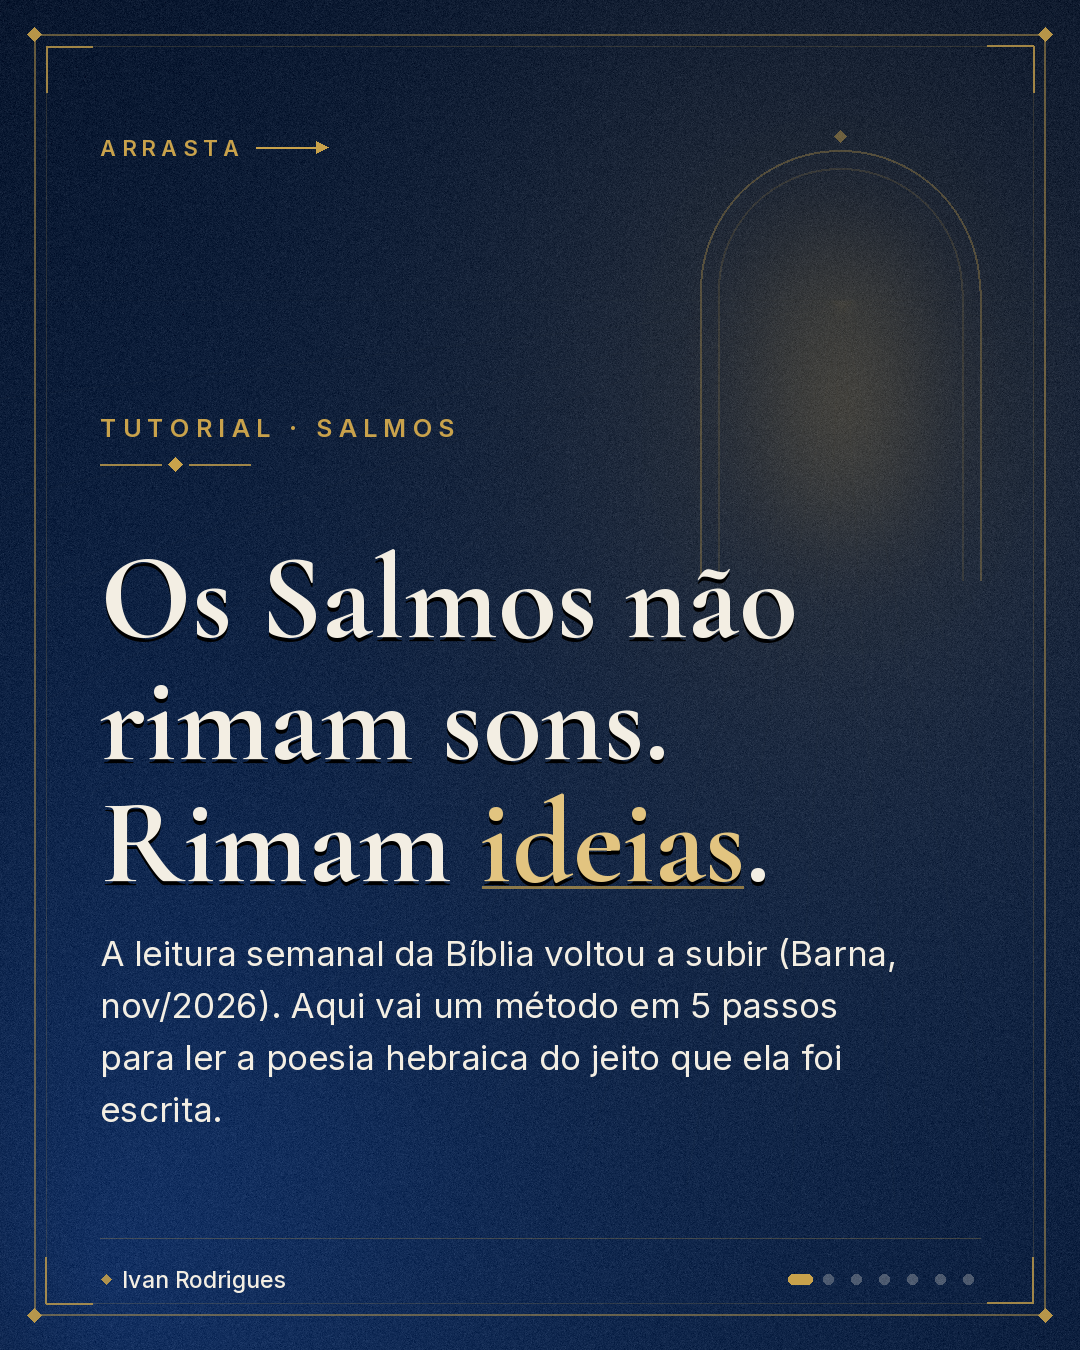 ARRASTA
TUTORIAL · SALMOS
Os Salmos não
rimam sons.
Rimam ideias.
A leitura semanal da Bíblia voltou a subir (Barna,
nov/2026). Aqui vai um método em 5 passos
para ler a poesia hebraica do jeito que ela foi
escrita.
Ivan Rodrigues